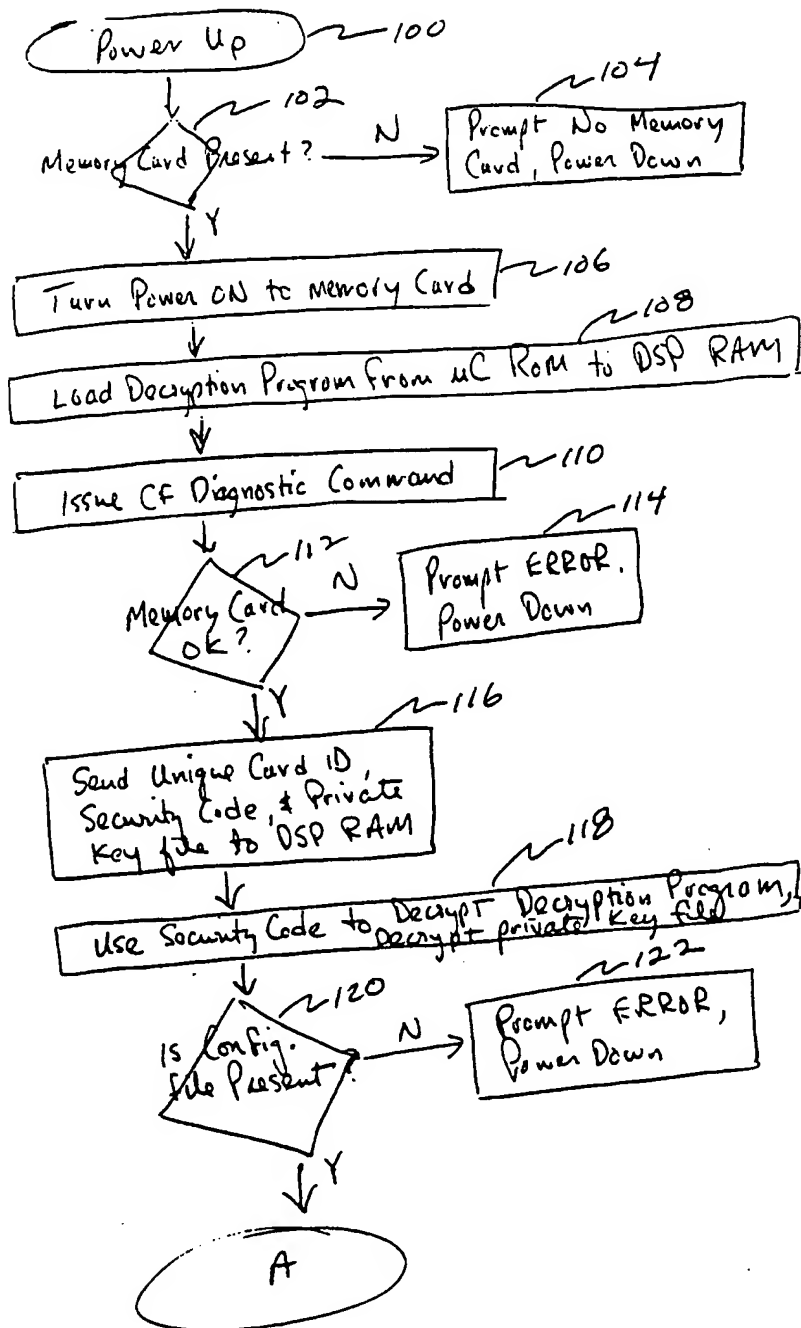 Power Up
100
102
Memory Card Present?
N
104
Prompt No Memory
Card, Power Down
Y
Turn Power ON to Memory Card
106
108
Load Decryption Program from uC ROM to DSP RAM
Issue CF Diagnostic Command
110
112
Memory Card
OK?
N
114
Prompt ERROR.
Power Down
Y
116
Send Unique Card ID,
Security Code, & Private
Key file to DSP RAM
118
Use Security Code to Decrypt Decryption Program,
Decrypt private Key file
120
Is Config.
file Present?
N
122
Prompt ERROR,
Power Down
Y
A